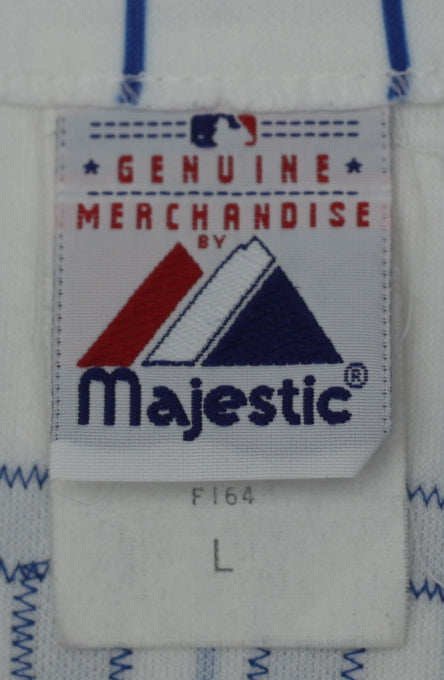 GENUINE
MERCHANDISE
BY
Majestic®
F164
L